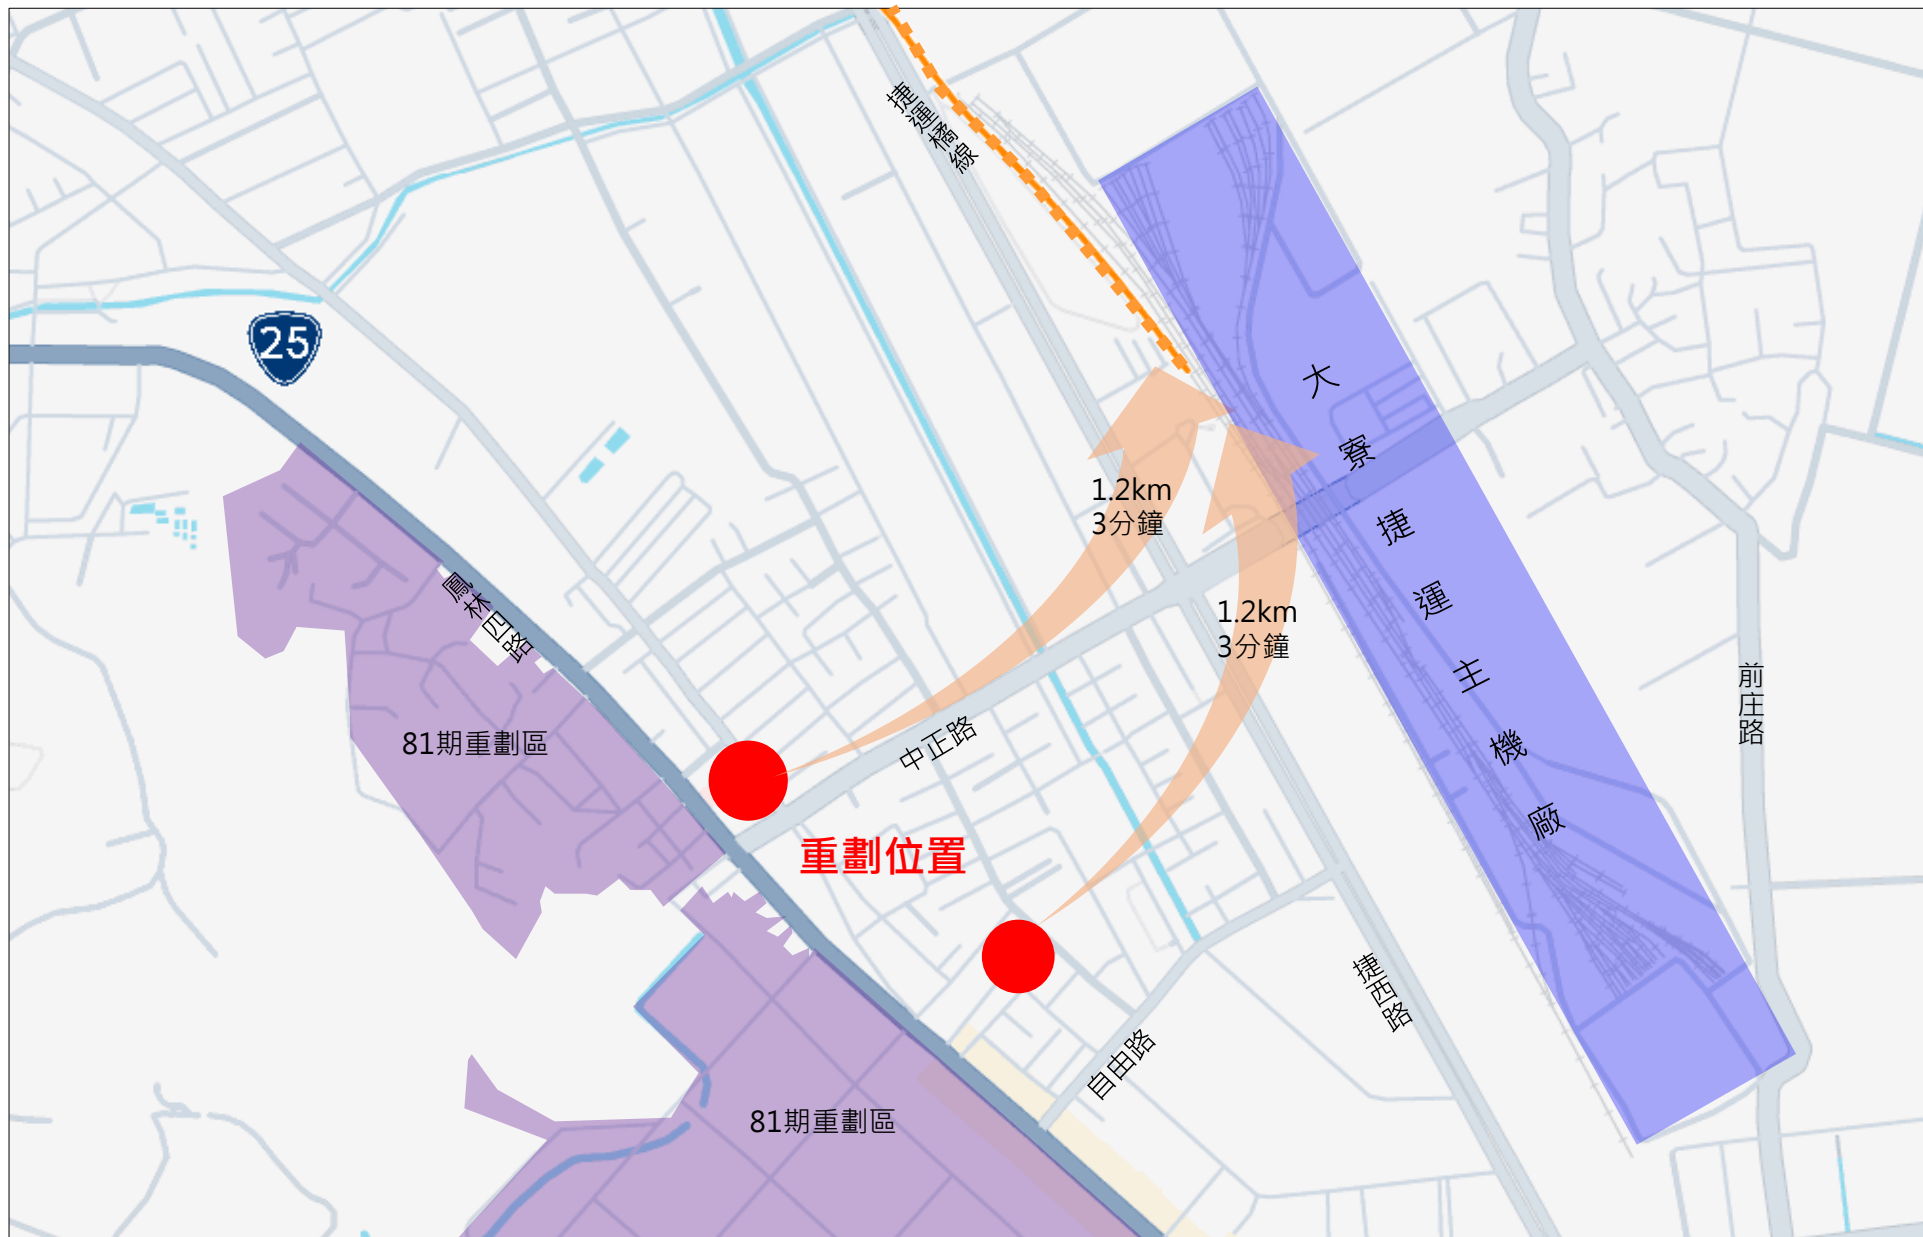 捷運橘線
25
大寮捷運主機廠
1.2km
3分鐘
鳳林四路
1.2km
3分鐘
前庄路
81期重劃區
中正路
重劃位置
捷西路
自由路
81期重劃區